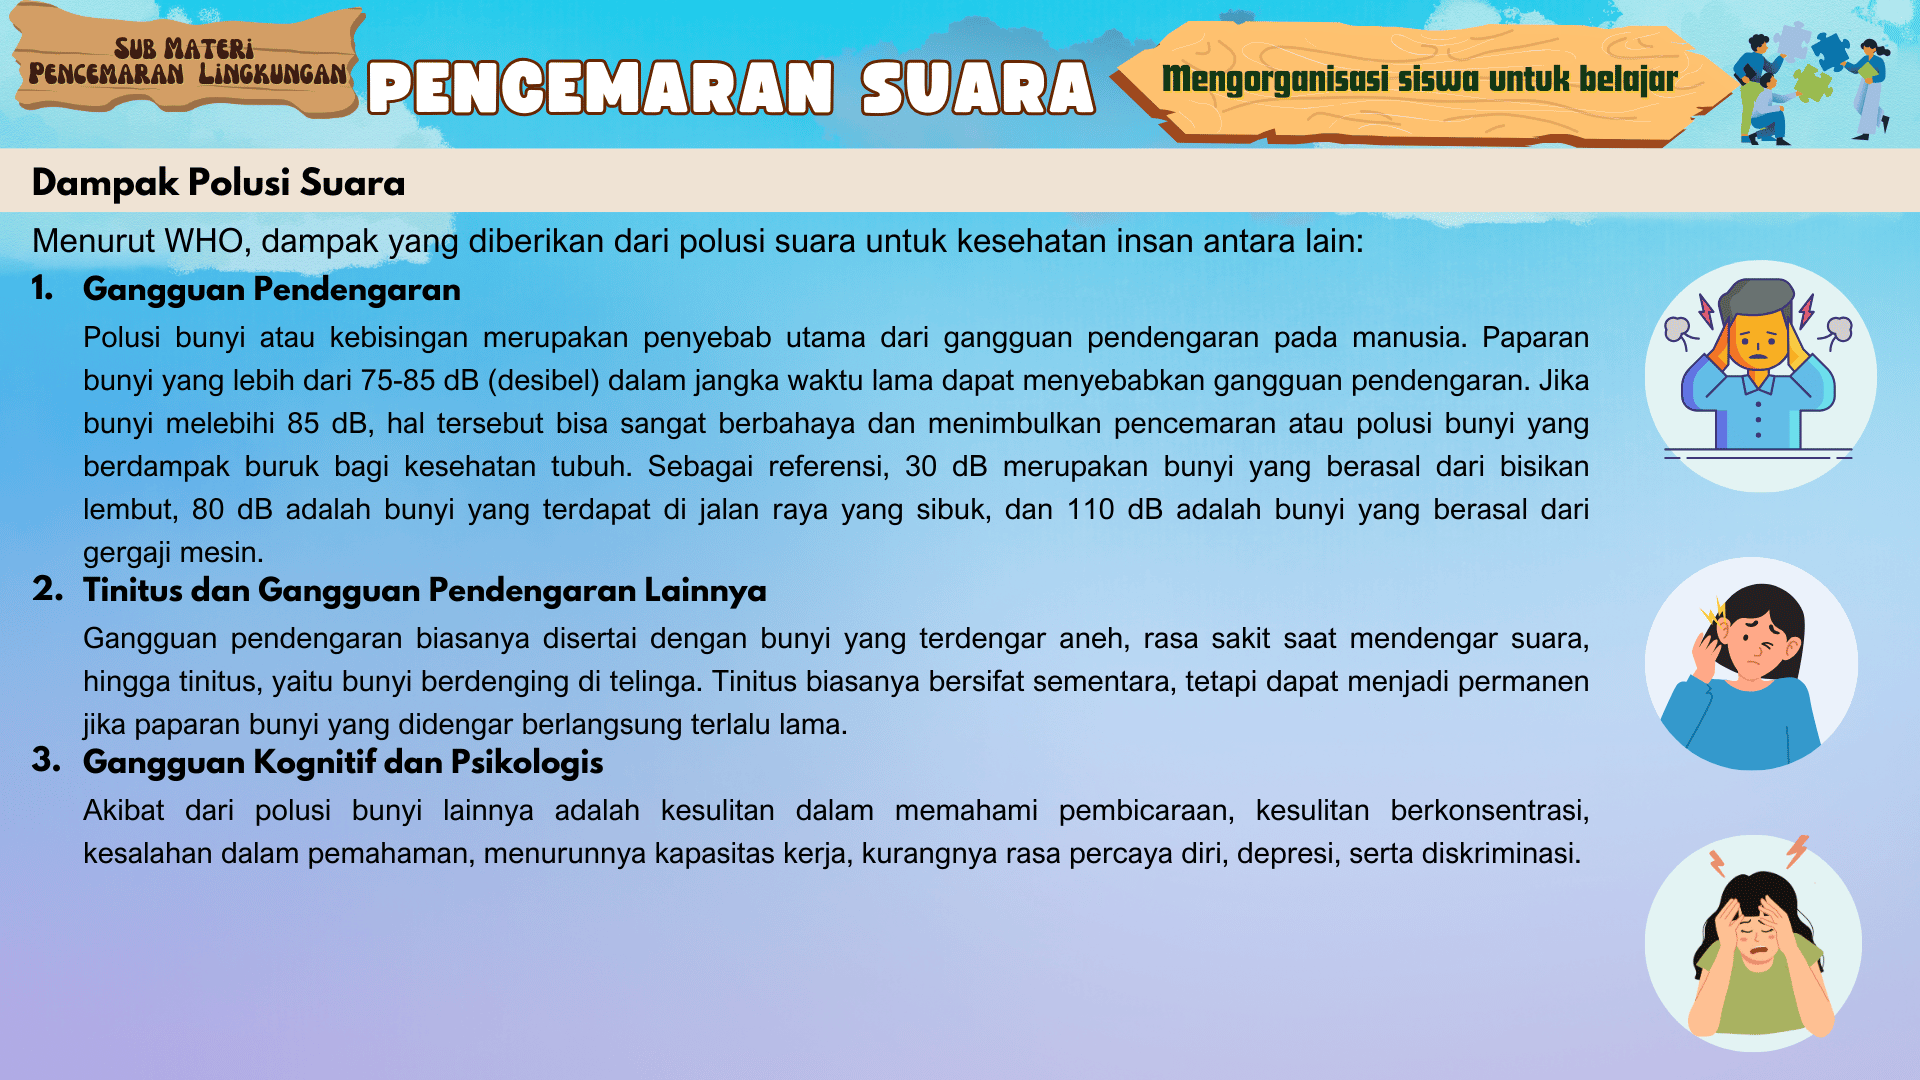 SUB MATERI
PENCEMARAN LINGKUNGAN
PENCEMARAN SUARA
Mengorganisasi siswa untuk belajar
Dampak Polusi Suara
Menurut WHO, dampak yang diberikan dari polusi suara untuk kesehatan insan antara lain:
1. Gangguan Pendengaran
Polusi bunyi atau kebisingan merupakan penyebab utama dari gangguan pendengaran pada manusia. Paparan
bunyi yang lebih dari 75-85 dB (desibel) dalam jangka waktu lama dapat menyebabkan gangguan pendengaran. Jika
bunyi melebihi 85 dB, hal tersebut bisa sangat berbahaya dan menimbulkan pencemaran atau polusi bunyi yang
berdampak buruk bagi kesehatan tubuh. Sebagai referensi, 30 dB merupakan bunyi yang berasal dari bisikan
lembut, 80 dB adalah bunyi yang terdapat di jalan raya yang sibuk, dan 110 dB adalah bunyi yang berasal dari
gergaji mesin.
2. Tinitus dan Gangguan Pendengaran Lainnya
Gangguan pendengaran biasanya disertai dengan bunyi yang terdengar aneh, rasa sakit saat mendengar suara,
hingga tinitus, yaitu bunyi berdenging di telinga. Tinitus biasanya bersifat sementara, tetapi dapat menjadi permanen
jika paparan bunyi yang didengar berlangsung terlalu lama.
3. Gangguan Kognitif dan Psikologis
Akibat dari polusi bunyi lainnya adalah kesulitan dalam memahami pembicaraan, kesulitan berkonsentrasi,
kesalahan dalam pemahaman, menurunnya kapasitas kerja, kurangnya rasa percaya diri, depresi, serta diskriminasi.